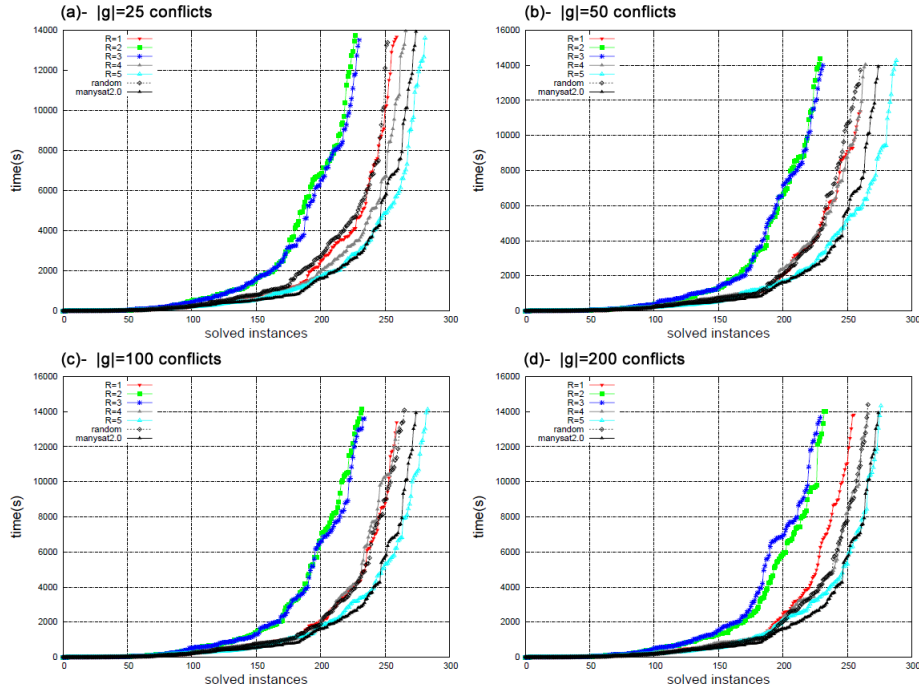 (a)- |g|=25 conflicts
14000
12000
10000
8000
6000
4000
2000
0
time(s)
R=1
R=2
R=3
R=4
R=5
random
manysat2.0
0 50 100 150 200 250 300
solved instances
(b)- |g|=50 conflicts
16000
14000
12000
10000
8000
6000
4000
2000
0
time(s)
R=1
R=2
R=3
R=4
R=5
random
manysat2.0
0 50 100 150 200 250 300
solved instances
(c)- |g|=100 conflicts
16000
14000
12000
10000
8000
6000
4000
2000
0
time(s)
R=1
R=2
R=3
R=4
R=5
random
manysat2.0
0 50 100 150 200 250 300
solved instances
(d)- |g|=200 conflicts
16000
14000
12000
10000
8000
6000
4000
2000
0
time(s)
R=1
R=2
R=3
R=4
R=5
random
manysat2.0
0 50 100 150 200 250 300
solved instances